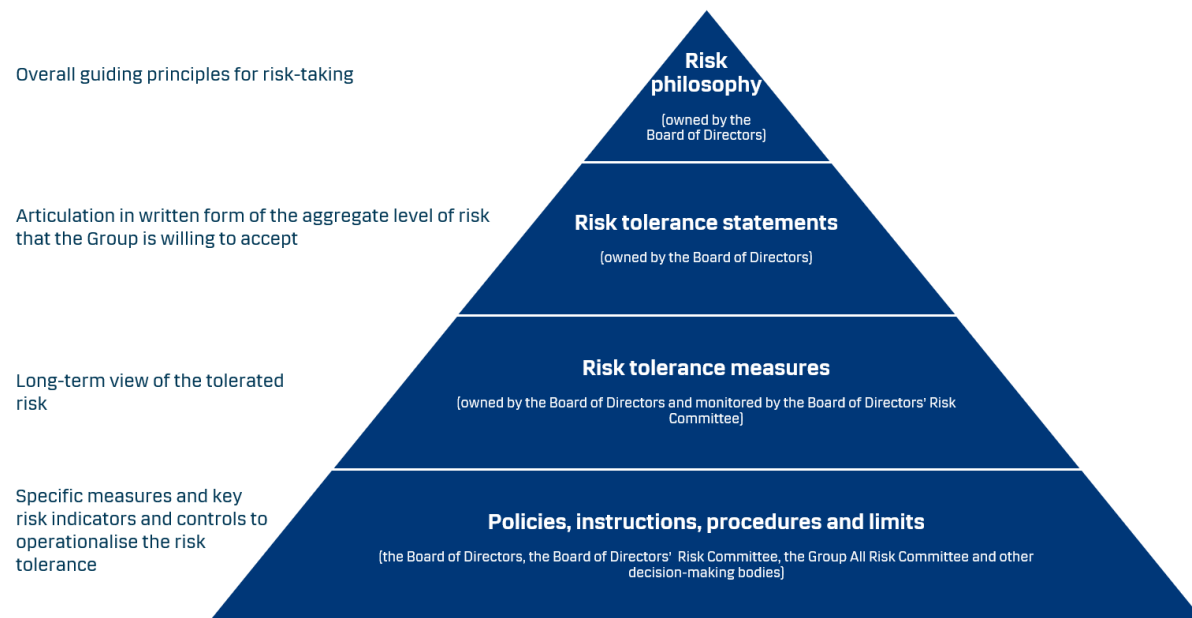 Overall guiding principles for risk-taking
Risk
philosophy
(owned by the
Board of Directors)
Articulation in written form of the aggregate level of risk
that the Group is willing to accept
Risk tolerance statements
(owned by the Board of Directors)
Long-term view of the tolerated
risk
Risk tolerance measures
(owned by the Board of Directors and monitored by the Board of Directors' Risk
Committee)
Specific measures and key
risk indicators and controls to
operationalise the risk
tolerance
Policies, instructions, procedures and limits
(the Board of Directors, the Board of Directors' Risk Committee, the Group All Risk Committee and other
decision-making bodies)